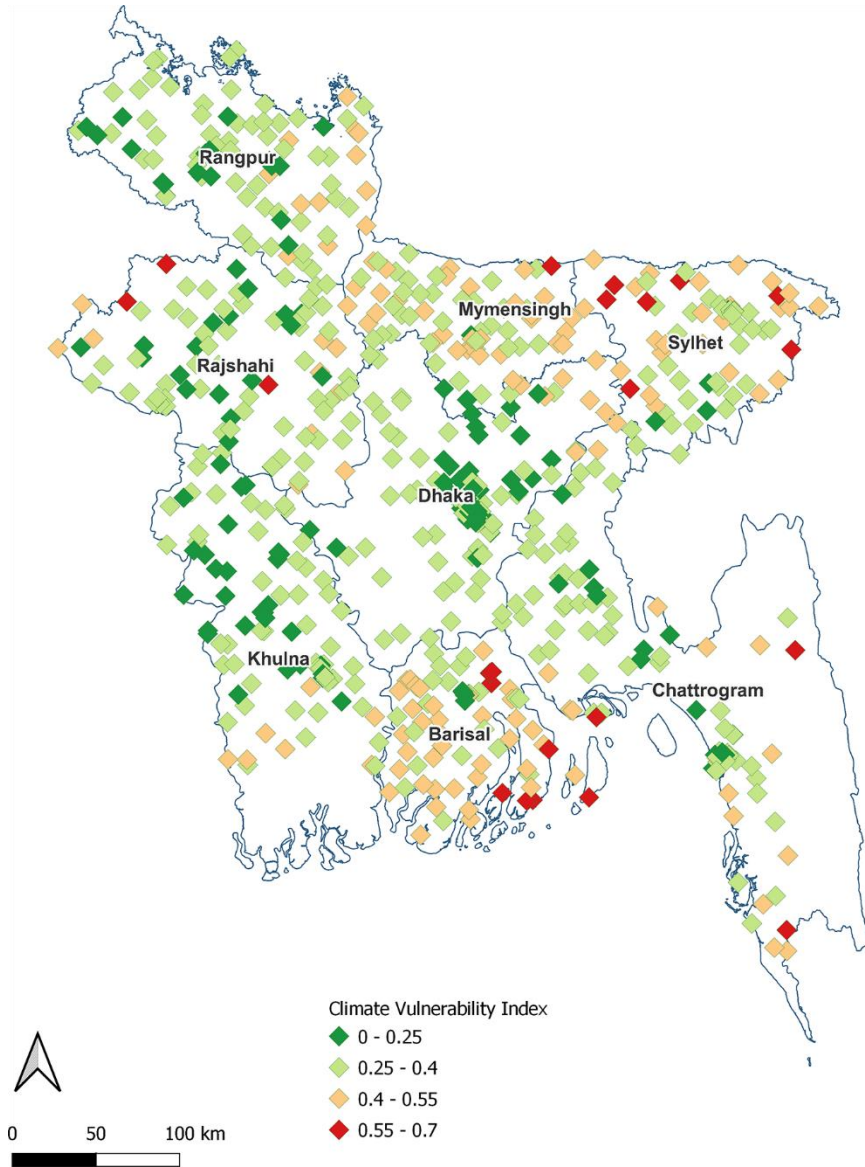 Rangpur
Mymensingh
Sylhet
Rajshahi
Dhaka
Khulna
Chattrogram
Barisal
Climate Vulnerability Index
0 - 0.25
0.25 - 0.4
0.4 - 0.55
0.55 - 0.7
0 50 100 km